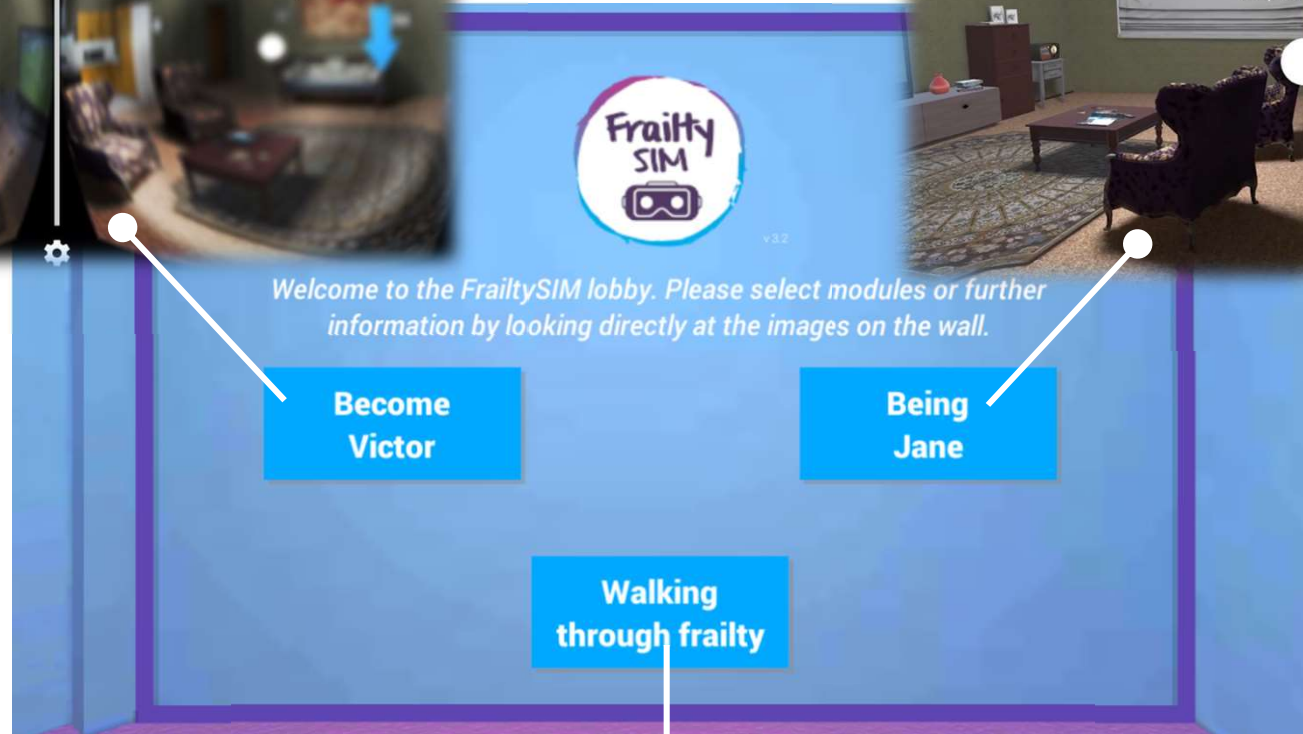 Frailty
SIM
v 3.2
Welcome to the FrailtySIM lobby. Please select modules or further
information by looking directly at the images on the wall.
Become
Victor
Being
Jane
Walking
through frailty